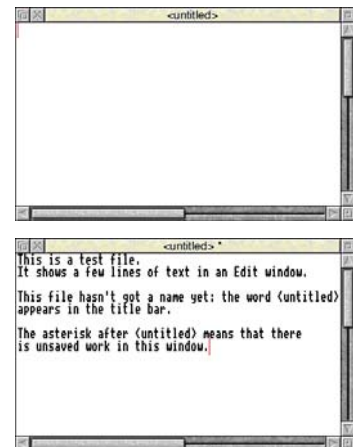 <untitled>
<untitled> *
This is a test file.
It shows a few lines of text in an Edit window.
This file hasn't got a name yet: the word <untitled>
appears in the title bar.
The asterisk after <untitled> means that there
is unsaved work in this window.